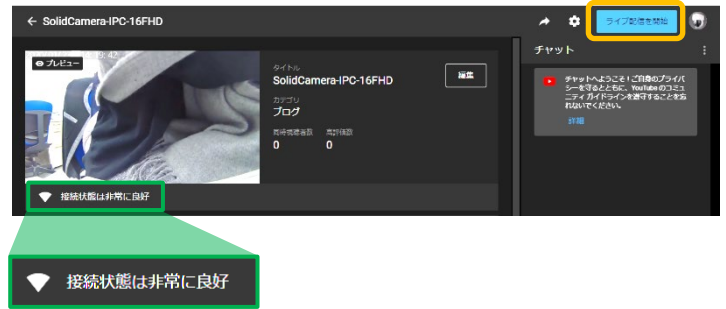 ← SolidCamera-IPC-16FHD
ライブ配信を開始
プレビュー
タイトル
SolidCamera-IPC-16FHD
編集
カテゴリ
ブログ
同時視聴者数 高評価数
0 0
接続状態は非常に良好
チャット
チャットへようこそ！ご自身のプライバ
シーを守るとともに、YouTube のコミュ
ニティ ガイドラインを遵守することを忘
れないでください。
詳細
接続状態は非常に良好